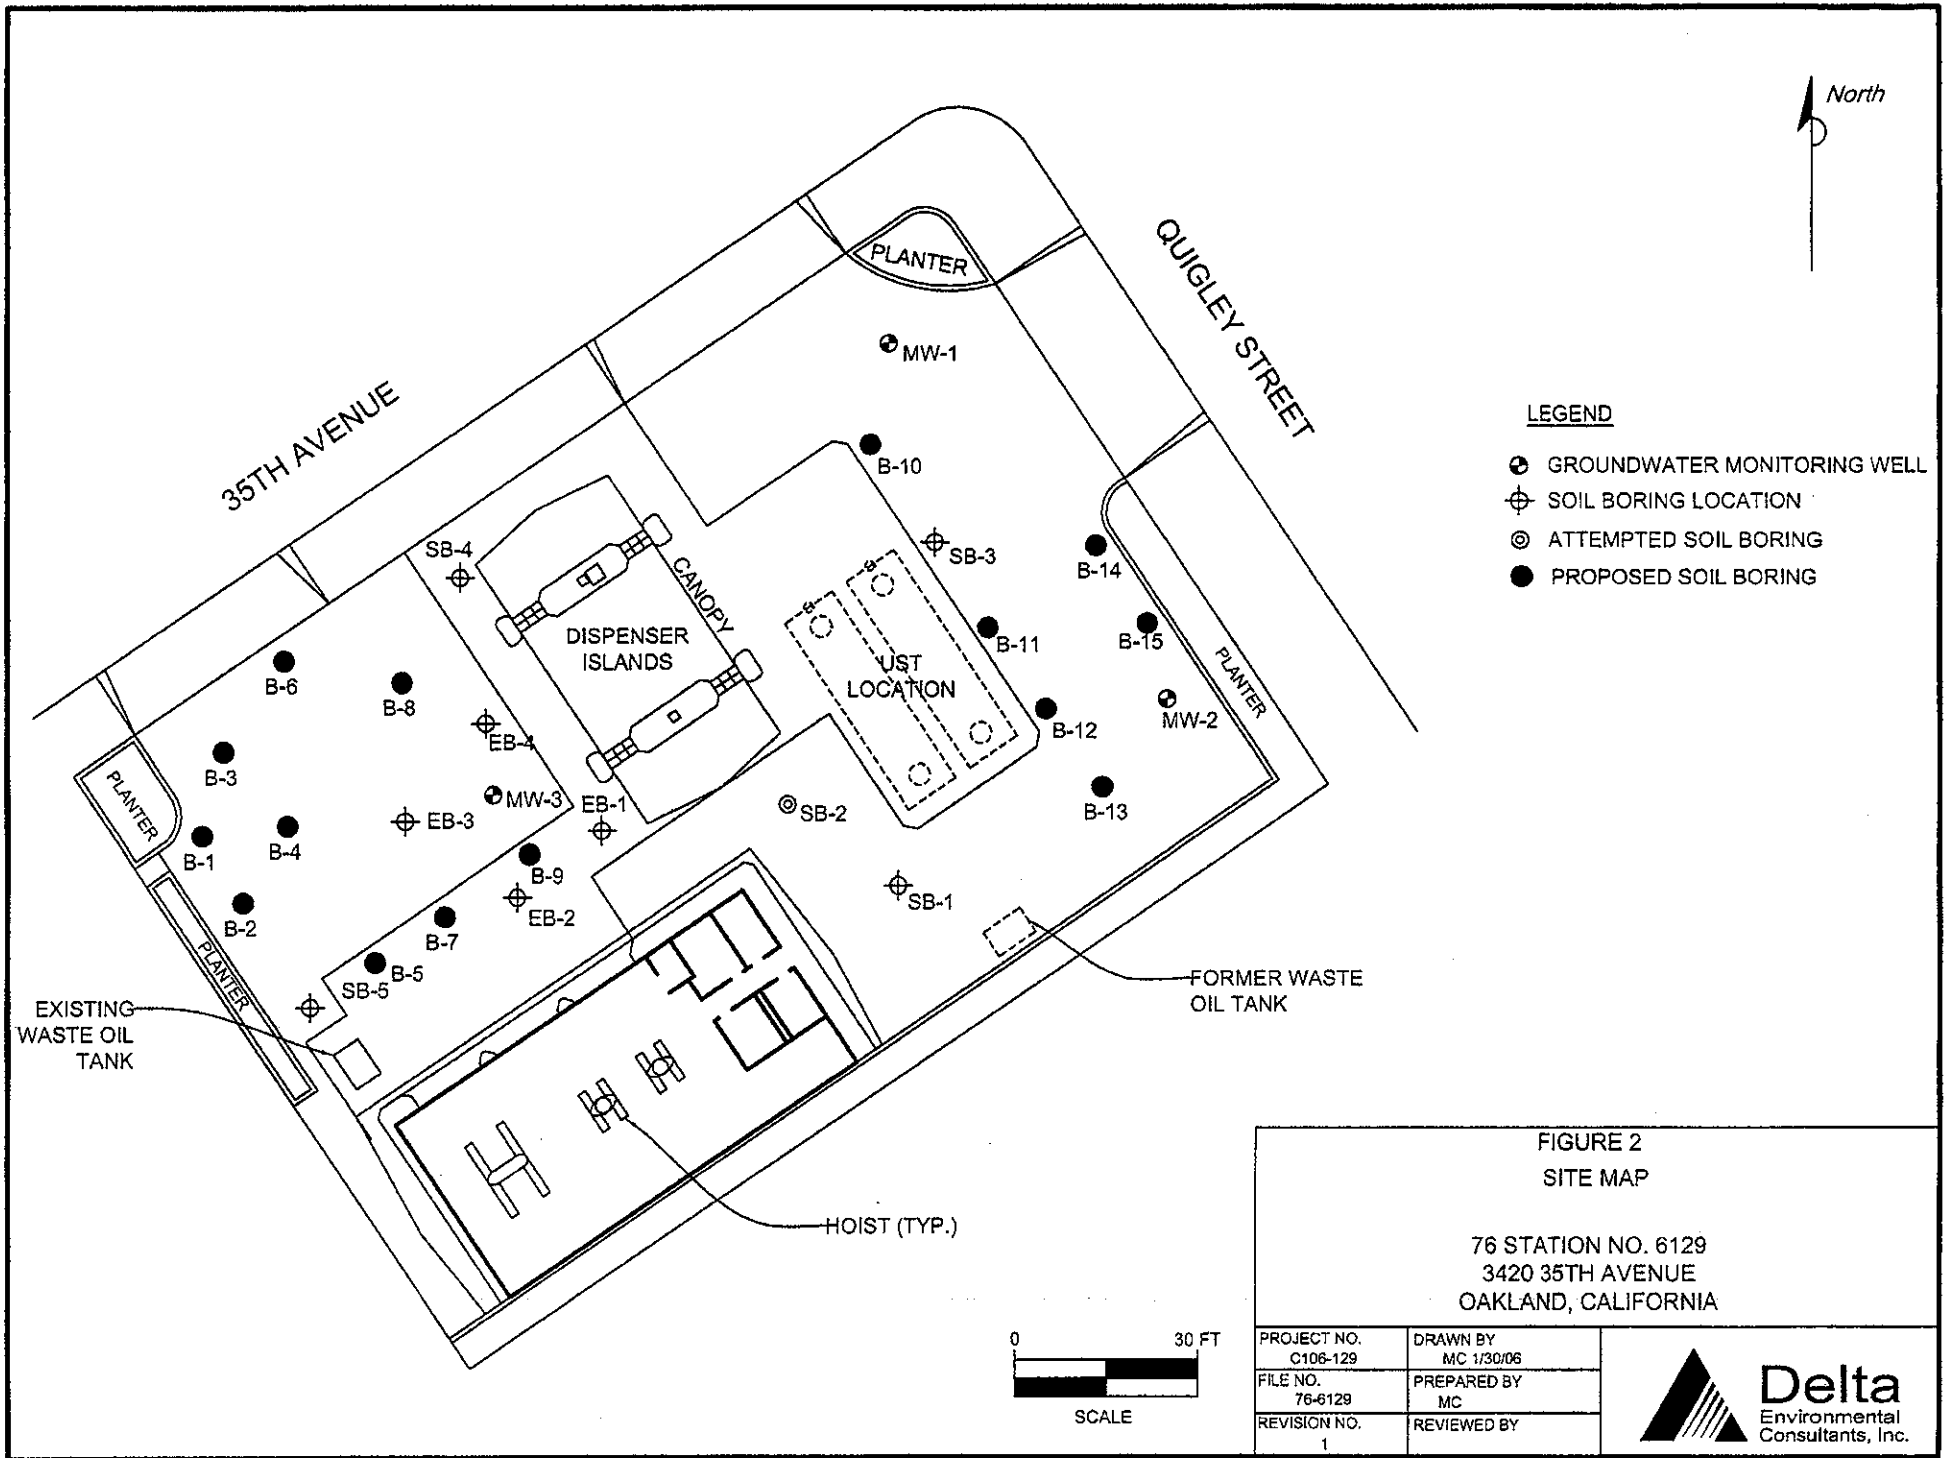 North
35TH AVENUE
QUIGLEY STREET
PLANTER
MW-1
B-10
SB-3
SB-4
CANOPY
DISPENSER
ISLANDS
UST
LOCATION
B-11
B-14
B-15
PLANTER
MW-2
B-12
B-13
B-6
B-8
EB-4
B-3
PLANTER
MW-3
EB-1
EB-3
SB-2
B-1
B-4
B-9
EB-2
SB-1
B-2
B-7
PLANTER
SB-5
B-5
EXISTING
WASTE OIL
TANK
FORMER WASTE
OIL TANK
HOIST (TYP.)
LEGEND
GROUNDWATER MONITORING WELL
SOIL BORING LOCATION
ATTEMPTED SOIL BORING
PROPOSED SOIL BORING
0 30 FT
SCALE
FIGURE 2
SITE MAP
76 STATION NO. 6129
3420 35TH AVENUE
OAKLAND, CALIFORNIA
PROJECT NO.
C106-129
DRAWN BY
MC 1/30/06
FILE NO.
76-6129
PREPARED BY
MC
REVISION NO.
1
REVIEWED BY
Delta
Environmental
Consultants, Inc.